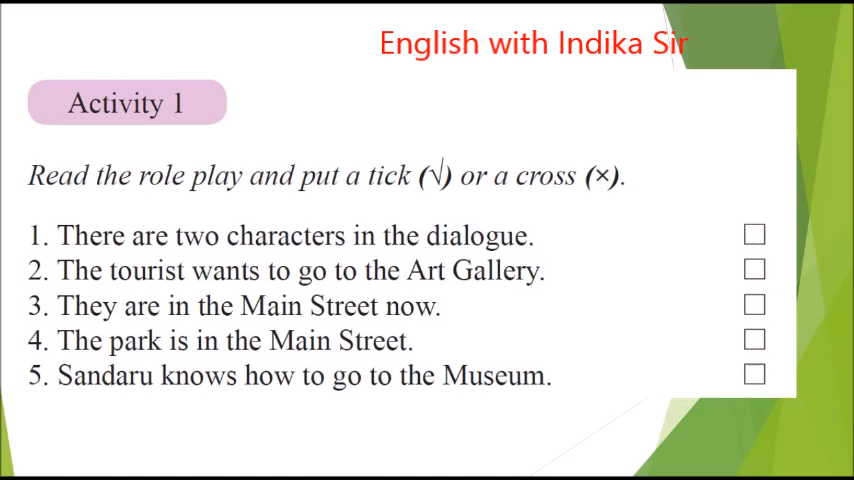 English with Indika Sir
Activity 1
Read the role play and put a tick (√) or a cross (×).
1. There are two characters in the dialogue. □
2. The tourist wants to go to the Art Gallery. □
3. They are in the Main Street now. □
4. The park is in the Main Street. □
5. Sandaru knows how to go to the Museum. □